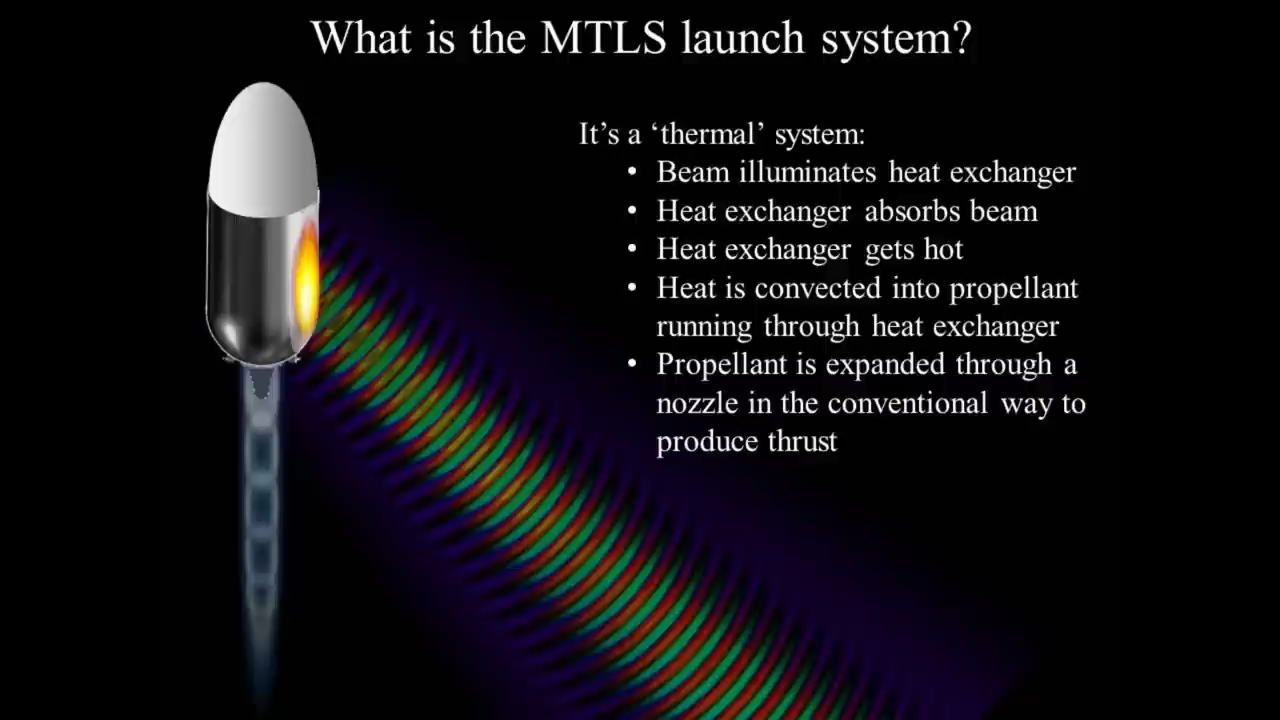 What is the MTLS launch system?
It’s a ‘thermal’ system:
• Beam illuminates heat exchanger
• Heat exchanger absorbs beam
• Heat exchanger gets hot
• Heat is convected into propellant
running through heat exchanger
• Propellant is expanded through a
nozzle in the conventional way to
produce thrust